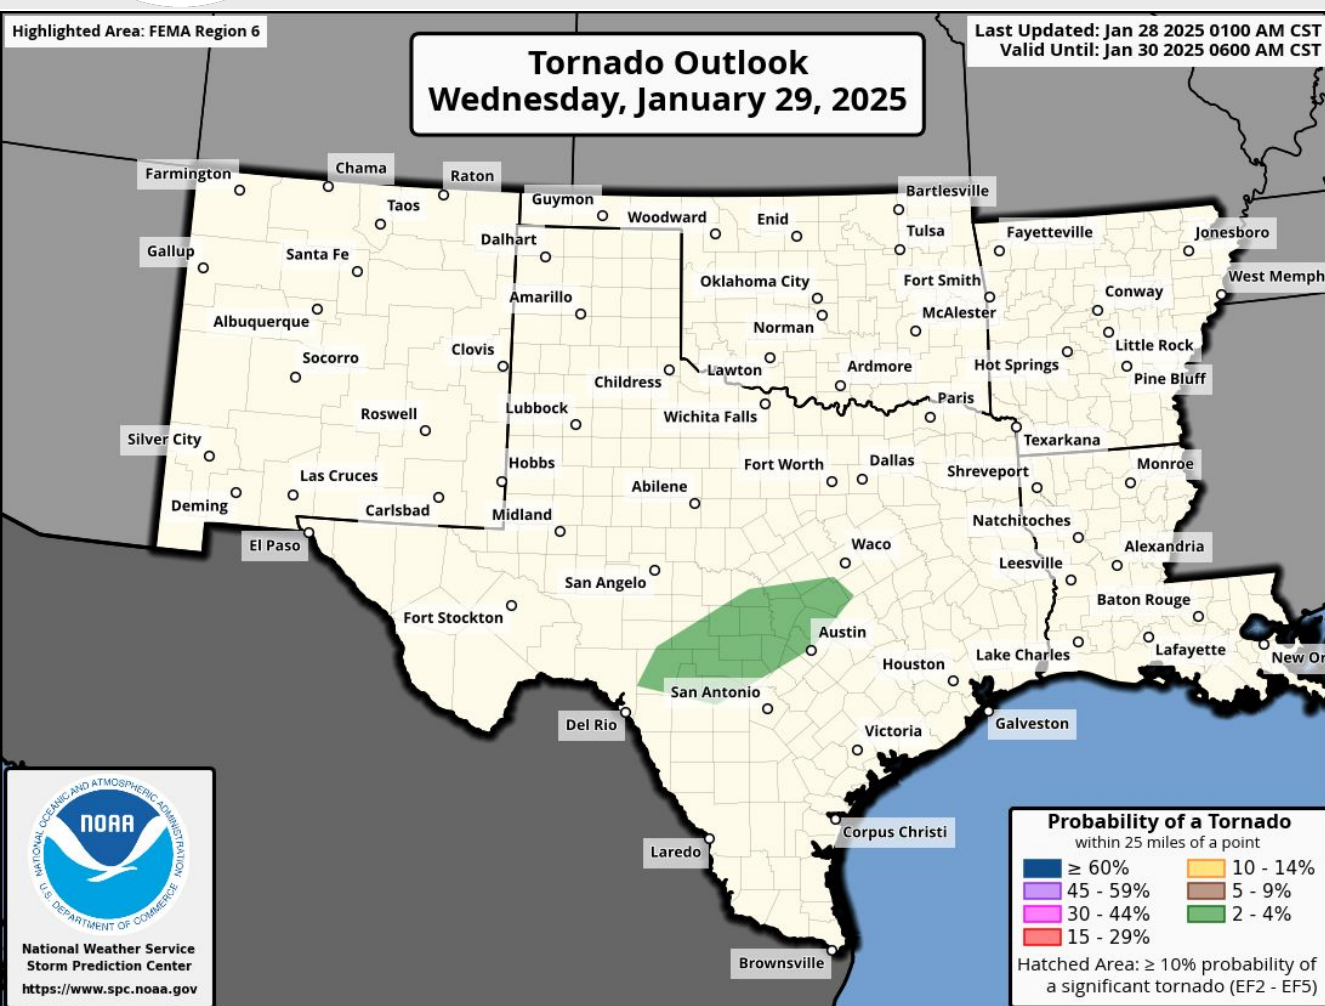 Highlighted Area: FEMA Region 6
Last Updated: Jan 28 2025 0100 AM CST
Valid Until: Jan 30 2025 0600 AM CST
Tornado Outlook
Wednesday, January 29, 2025
Farmington
Chama
Raton
Taos
Guymon
Woodward
Enid
Bartlesville
Tulsa
Fayetteville
Jonesboro
Gallup
Santa Fe
Dalhart
Oklahoma City
Fort Smith
West Memph
Amarillo
Conway
Albuquerque
Norman
McAlester
Little Rock
Socorro
Clovis
Childress
Lawton
Ardmore
Hot Springs
Pine Bluff
Roswell
Lubbock
Wichita Falls
Paris
Silver City
Texarkana
Las Cruces
Hobbs
Fort Worth
Dallas
Shreveport
Monroe
Deming
Carlsbad
Midland
Abilene
Natchitoches
El Paso
Waco
Alexandria
San Angelo
Leesville
Fort Stockton
Baton Rouge
Austin
Houston
Lake Charles
Lafayette
New Or
San Antonio
Del Rio
Victoria
Galveston
Corpus Christi
Laredo
Brownsville
NATIONAL OCEANIC AND ATMOSPHERIC ADMINISTRATION
NOAA
U.S. DEPARTMENT OF COMMERCE
National Weather Service
Storm Prediction Center
https://www.spc.noaa.gov
Probability of a Tornado
within 25 miles of a point
≥ 60%
45 - 59%
30 - 44%
15 - 29%
10 - 14%
5 - 9%
2 - 4%
Hatched Area: ≥ 10% probability of
a significant tornado (EF2 - EF5)